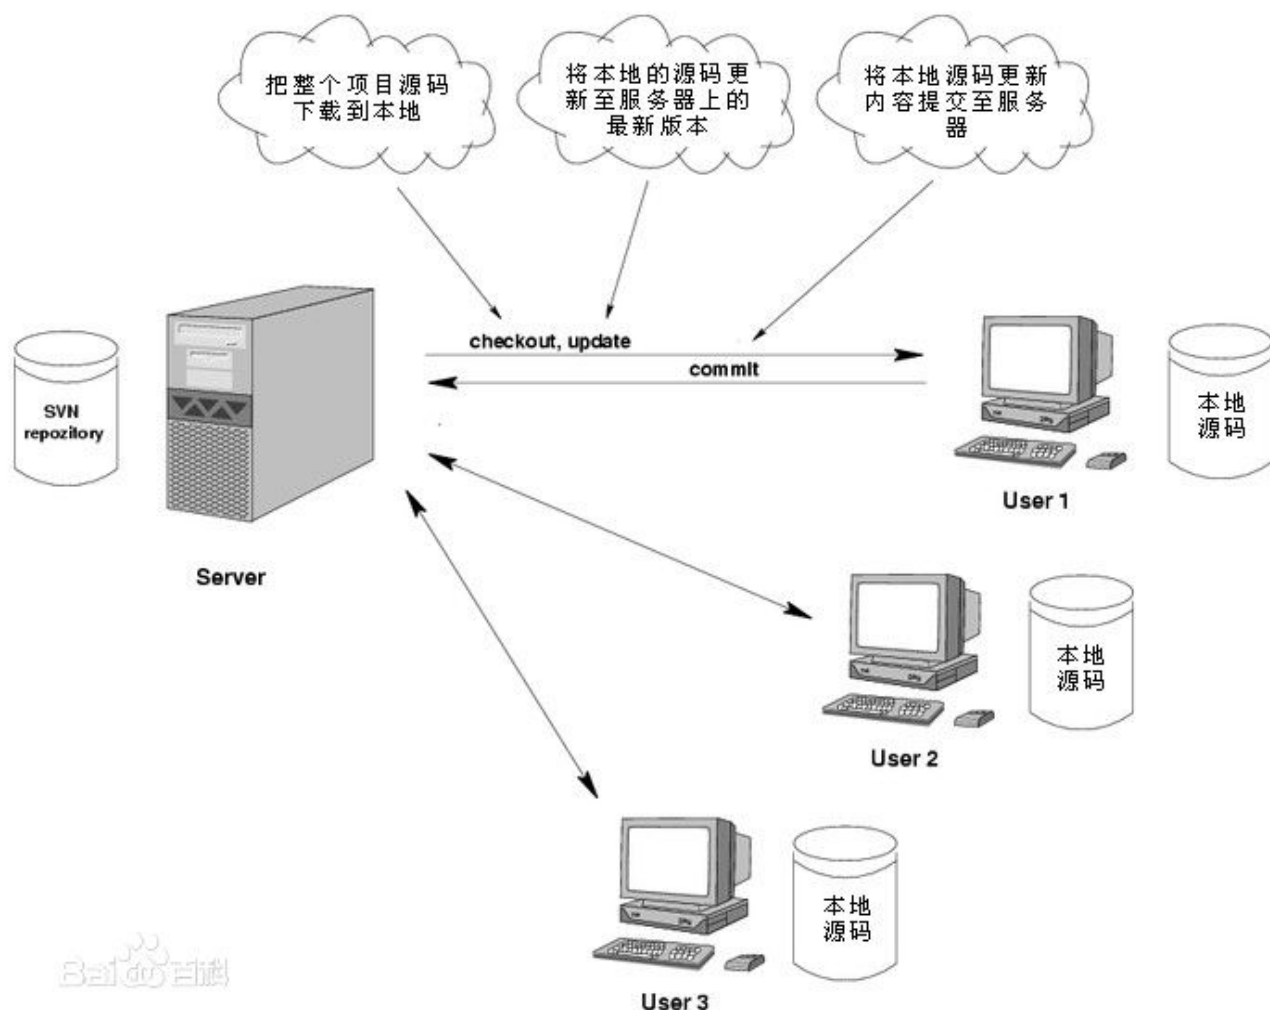 把整个项目源码
下载到本地
将本地的源码更
新至服务器上的
最新版本
将本地源码更新
内容提交至服务
器
checkout, update
commit
SVN
repozitory
Server
本地
源码
User 1
本地
源码
User 2
本地
源码
User 3
Bai 百科